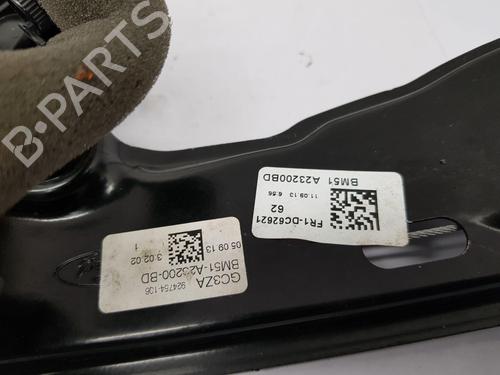 B-PARTS
BM51 A23200BD
11.09.13 6:56
62
FR1-DC62621
GC3ZA
924754-106
BM51-A23200-BD
05 09 13
3.02.02
1